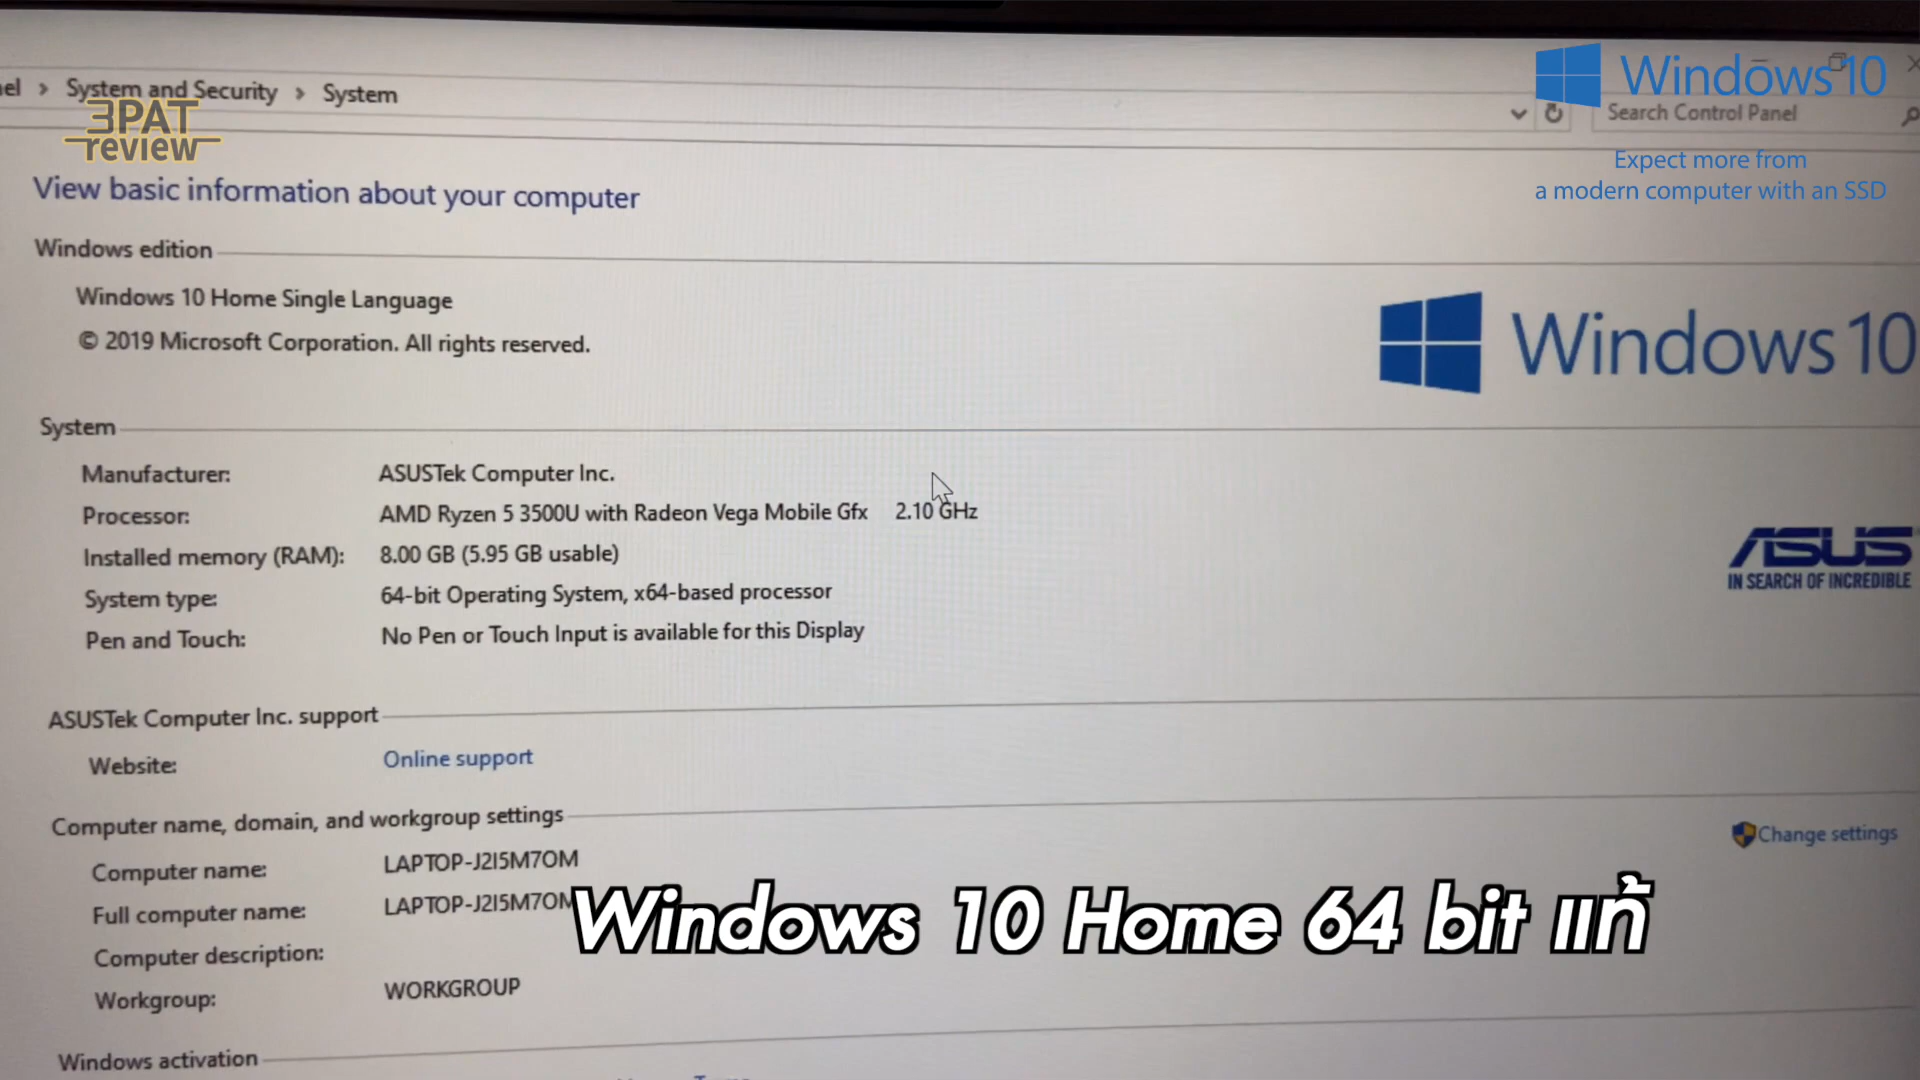 System and Security > System
3PAT
review
Windows 10
Search Control Panel
Expect more from
a modern computer with an SSD
View basic information about your computer
Windows edition
Windows 10 Home Single Language
© 2019 Microsoft Corporation. All rights reserved.
Windows 10
System
Manufacturer: ASUSTek Computer Inc.
Processor: AMD Ryzen 5 3500U with Radeon Vega Mobile Gfx 2.10 GHz
Installed memory (RAM): 8.00 GB (5.95 GB usable)
System type: 64-bit Operating System, x64-based processor
Pen and Touch: No Pen or Touch Input is available for this Display
ASUS
IN SEARCH OF INCREDIBLE
ASUSTek Computer Inc. support
Website: Online support
Computer name, domain, and workgroup settings
Change settings
Computer name: LAPTOP-J2I5M7OM
Full computer name: LAPTOP-J2I5M7OM
Windows 10 Home 64 bit แท้
Computer description:
Workgroup: WORKGROUP
Windows activation